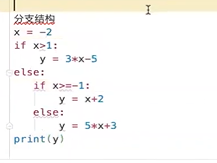 分支结构
x = -2
if x>1:
    y = 3*x-5
else:
    if x>=-1:
        y = x+2
    else:
        y = 5*x+3
print(y)